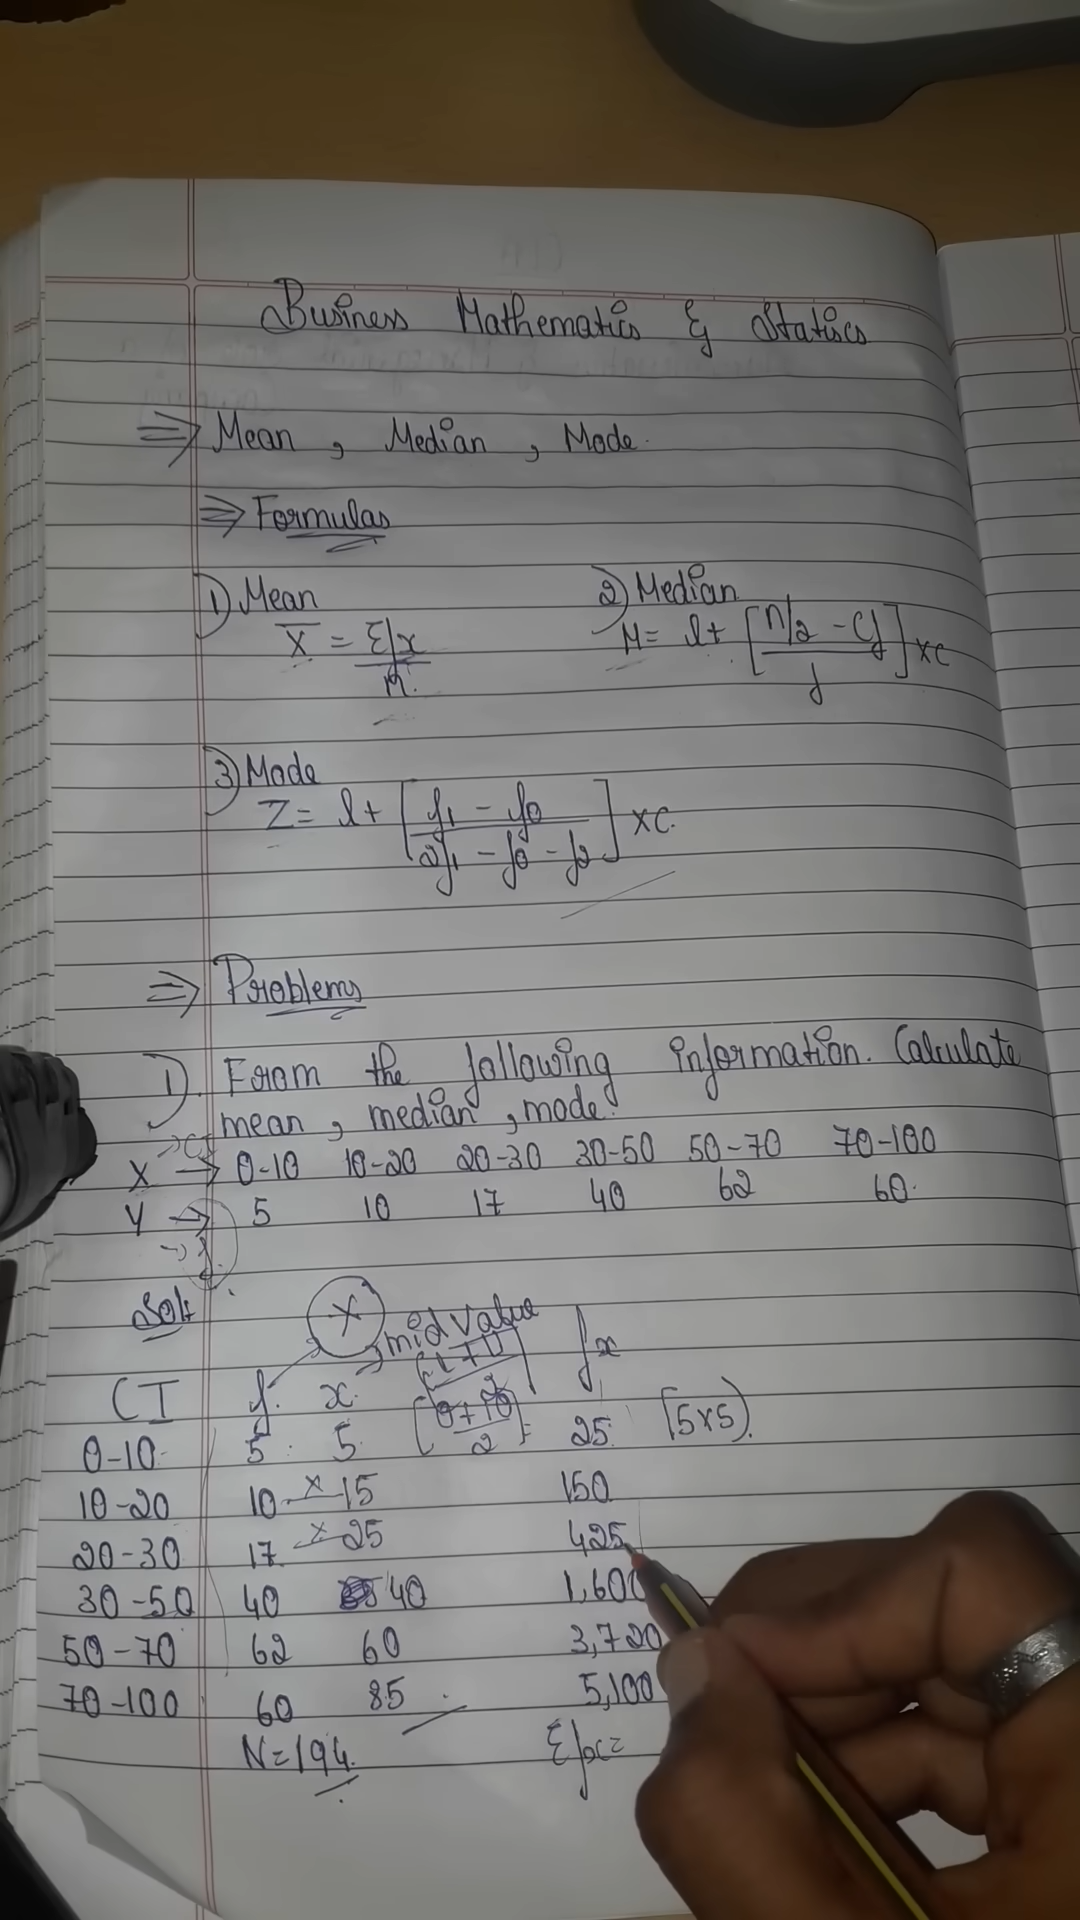 Business Mathematics & Statiscs
⇒ Mean, Median, Mode.
⇒ Formulas
1) Mean
X̄ = Σfx / n
2) Median
M = l + [n/2 - cf / f] × c
3) Mode
Z = l + [f1 - f0 / 2f1 - f0 - f2] × c.
⇒ Problems
1). From the following information. Calculate
mean, median, mode.
→ CI
X → 0-10 10-20 20-30 30-50 50-70 70-100
Y → 5 10 17 40 62 60.
→ f
Sol:
X
mid value
CI f. x. [L+U / 2] fx
0-10 5 5 [0+10 / 2] 25 [5×5].
10-20 10 × 15 150
20-30 17 × 25 425
30-50 40 40 1,600
50-70 62 60 3,720
70-100 60 85 5,100
N=194. Σfx=